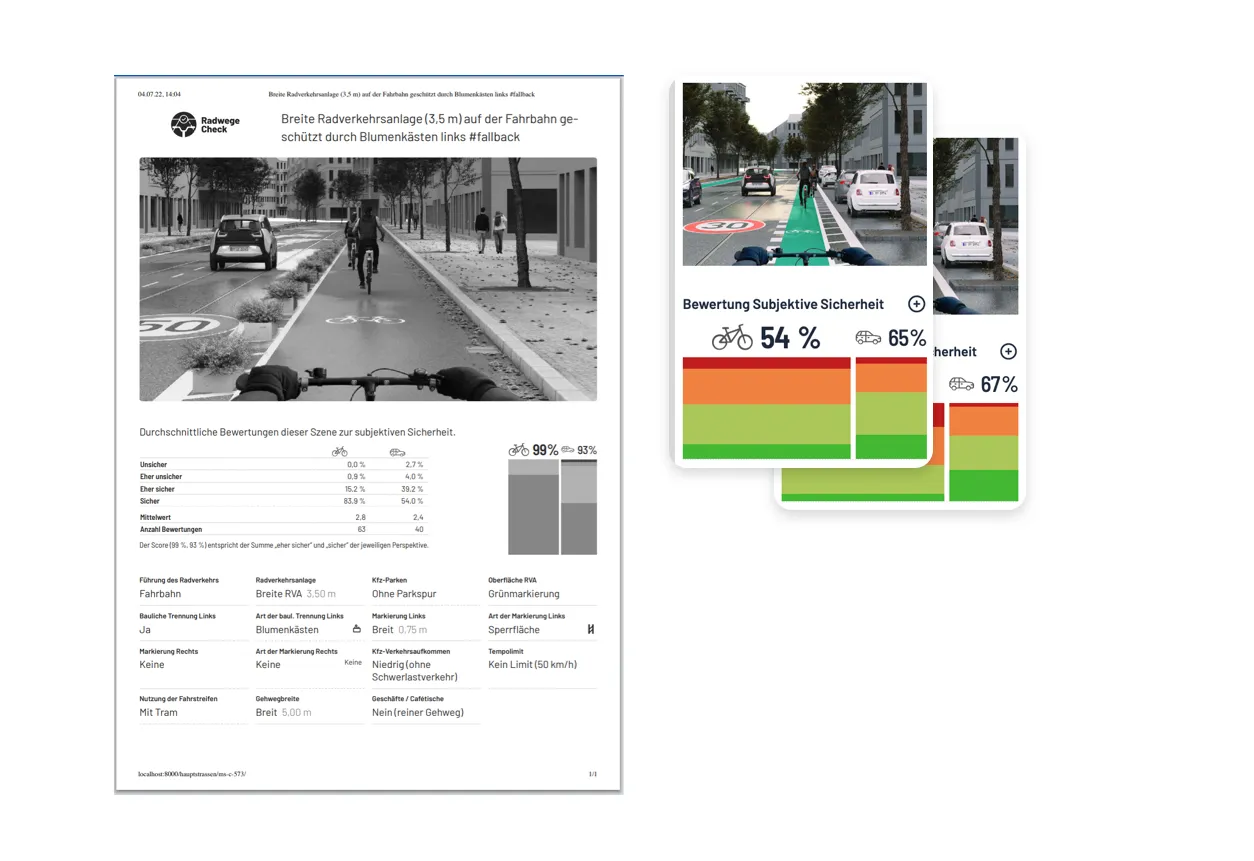 04.07.22, 14:04
Breite Radverkehrsanlage (3,5 m) auf der Fahrbahn geschützt durch Blumenkästen links #fallback
Radwege
Check
Breite Radverkehrsanlage (3,5 m) auf der Fahrbahn ge-
schützt durch Blumenkästen links #fallback
Durchschnittliche Bewertungen dieser Szene zur subjektiven Sicherheit.
99% 93%
Unsicher 0,0 % 2,7 %
Eher unsicher 0,9 % 4,0 %
Eher sicher 15,2 % 39,2 %
Sicher 83,9 % 54,0 %
Mittelwert 2,8 2,4
Anzahl Bewertungen 63 40
Der Score (99 %, 93 %) entspricht der Summe „eher sicher“ und „sicher“ der jeweiligen Perspektive.
Führung des Radverkehrs Radverkehrsanlage Kfz-Parken Oberfläche RVA
Fahrbahn Breite RVA 3,50 m Ohne Parkspur Grünmarkierung
Bauliche Trennung Links Art der baul. Trennung Links Markierung Links Art der Markierung Links
Ja Blumenkästen Breit 0,75 m Sperrfläche
Markierung Rechts Art der Markierung Rechts Kfz-Verkehrsaufkommen Tempolimit
Keine Keine Keine Niedrig (ohne Kein Limit (50 km/h)
Schwerlastverkehr)
Nutzung der Fahrstreifen Gehwegbreite Geschäfte / Cafétische
Mit Tram Breit 5,00 m Nein (reiner Gehweg)
localhost:8000/hauptstrassen/ms-c-573/ 1/1
30
Bewertung Subjektive Sicherheit
54 % 65%
herheit
67%